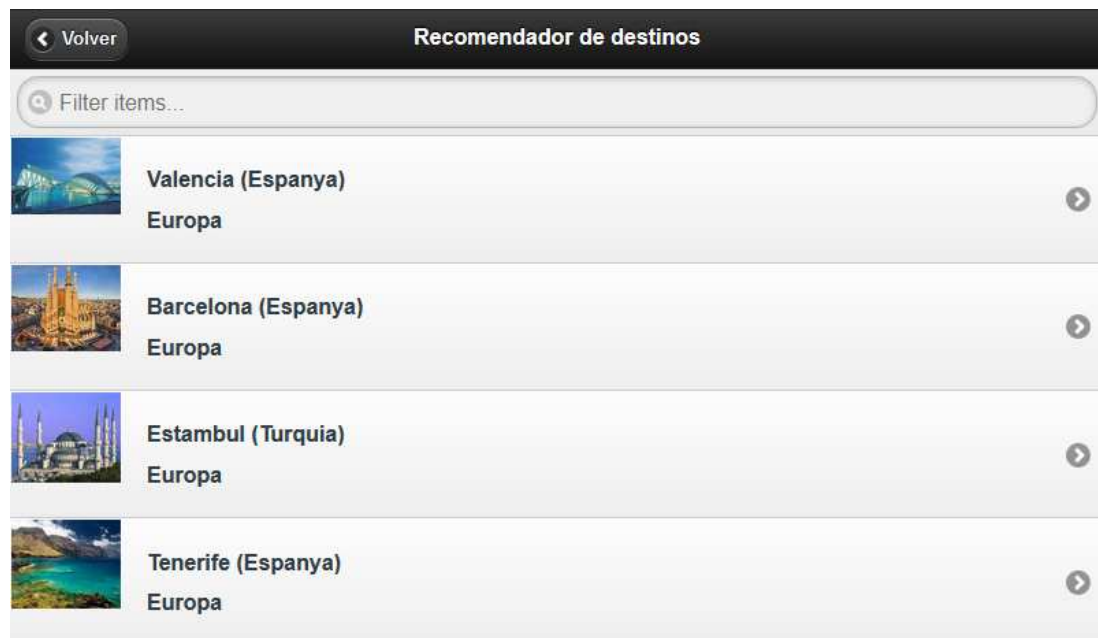 Volver
Recomendador de destinos
Filter items...
Valencia (Espanya)
Europa
Barcelona (Espanya)
Europa
Estambul (Turquia)
Europa
Tenerife (Espanya)
Europa